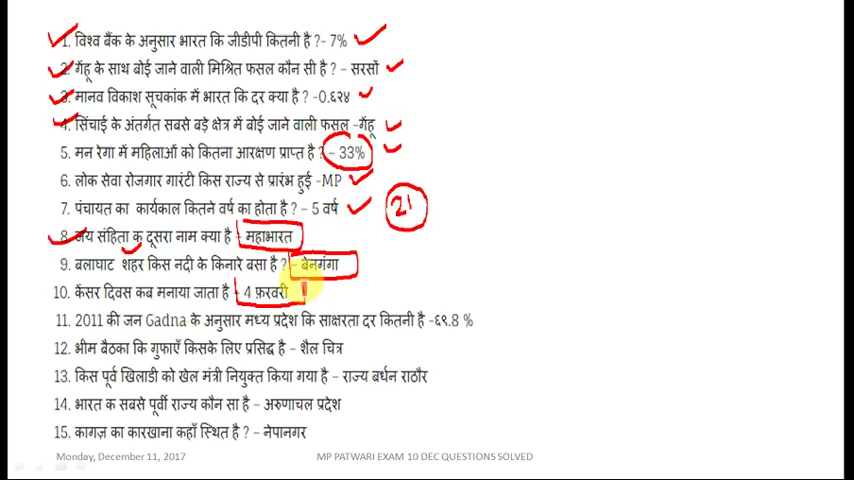 1. विश्व बैंक के अनुसार भारत कि जीडीपी कितनी है ?- 7%
2. गेंहू के साथ बोई जाने वाली मिश्रित फसल कौन सी है ? – सरसों
3. मानव विकाश सूचकांक में भारत कि दर क्या है ? -0.६२४
4. सिंचाई के अंतर्गत सबसे बड़े क्षेत्र में बोई जाने वाली फसल -गेंहू
5. मन रेगा में महिलाओं को कितना आरक्षण प्राप्त है ? – 33%
6. लोक सेवा रोजगार गारंटी किस राज्य से प्रारंभ हुई -MP
7. पंचायत का कार्यकाल कितने वर्ष का होता है ? – 5 वर्ष
21
8. जय संहिता क दूसरा नाम क्या है – महाभारत
9. बलाघाट शहर किस नदी के किनारे बसा है ? – बेनगंगा
10. केंसर दिवस कब मनाया जाता है – 4 फ़रवरी
11. 2011 की जन Gadna के अनुसार मध्य प्रदेश कि साक्षरता दर कितनी है -६९.8 %
12. भीम बैठका कि गुफाएँ किसके लिए प्रसिद्ध है – शैल चित्र
13. किस पूर्व खिलाडी को खेल मंत्री नियुक्त किया गया है – राज्य बर्धन राठौर
14. भारत क सबसे पूर्वी राज्य कौन सा है – अरुणाचल प्रदेश
15. कागज़ का कारखाना कहाँ स्थित है ? – नेपानगर
Monday, December 11, 2017 MP PATWARI EXAM 10 DEC QUESTIONS SOLVED